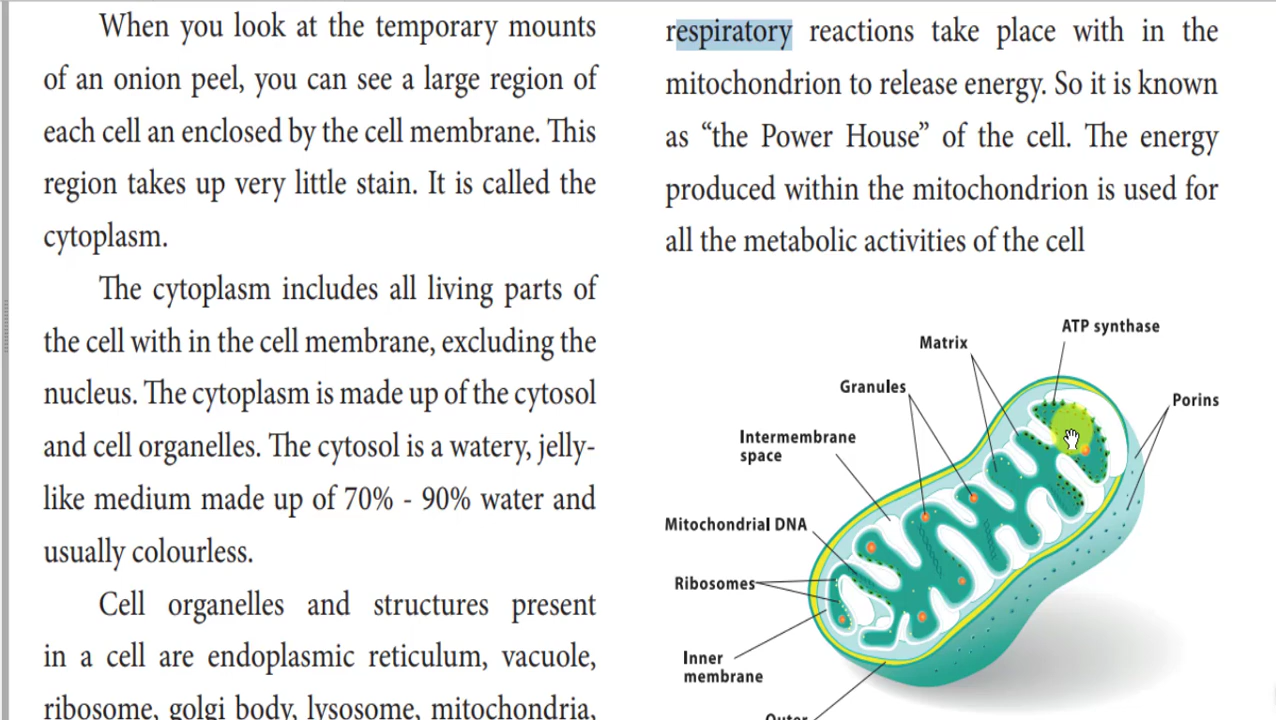 When you look at the temporary mounts
of an onion peel, you can see a large region of
each cell an enclosed by the cell membrane. This
region takes up very little stain. It is called the
cytoplasm.
The cytoplasm includes all living parts of
the cell with in the cell membrane, excluding the
nucleus. The cytoplasm is made up of the cytosol
and cell organelles. The cytosol is a watery, jelly-
like medium made up of 70% - 90% water and
usually colourless.
Cell organelles and structures present
in a cell are endoplasmic reticulum, vacuole,
ribosome, golgi body, lysosome, mitochondria,
respiratory reactions take place with in the
mitochondrion to release energy. So it is known
as “the Power House” of the cell. The energy
produced within the mitochondrion is used for
all the metabolic activities of the cell
ATP synthase
Matrix
Granules
Porins
Intermembrane
space
Mitochondrial DNA
Ribosomes
Inner
membrane
Outer